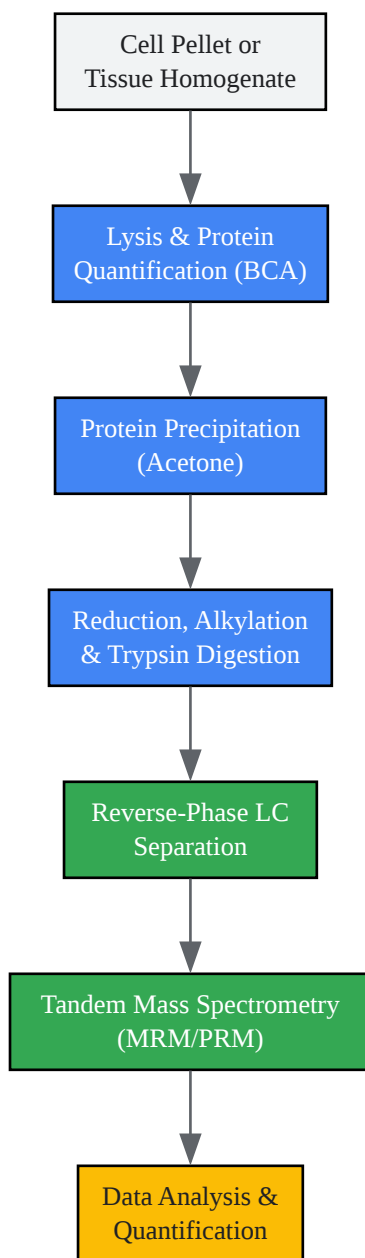 Cell Pellet or
Tissue Homogenate
Lysis & Protein
Quantification (BCA)
Protein Precipitation
(Acetone)
Reduction, Alkylation
& Trypsin Digestion
Reverse-Phase LC
Separation
Tandem Mass Spectrometry
(MRM/PRM)
Data Analysis &
Quantification